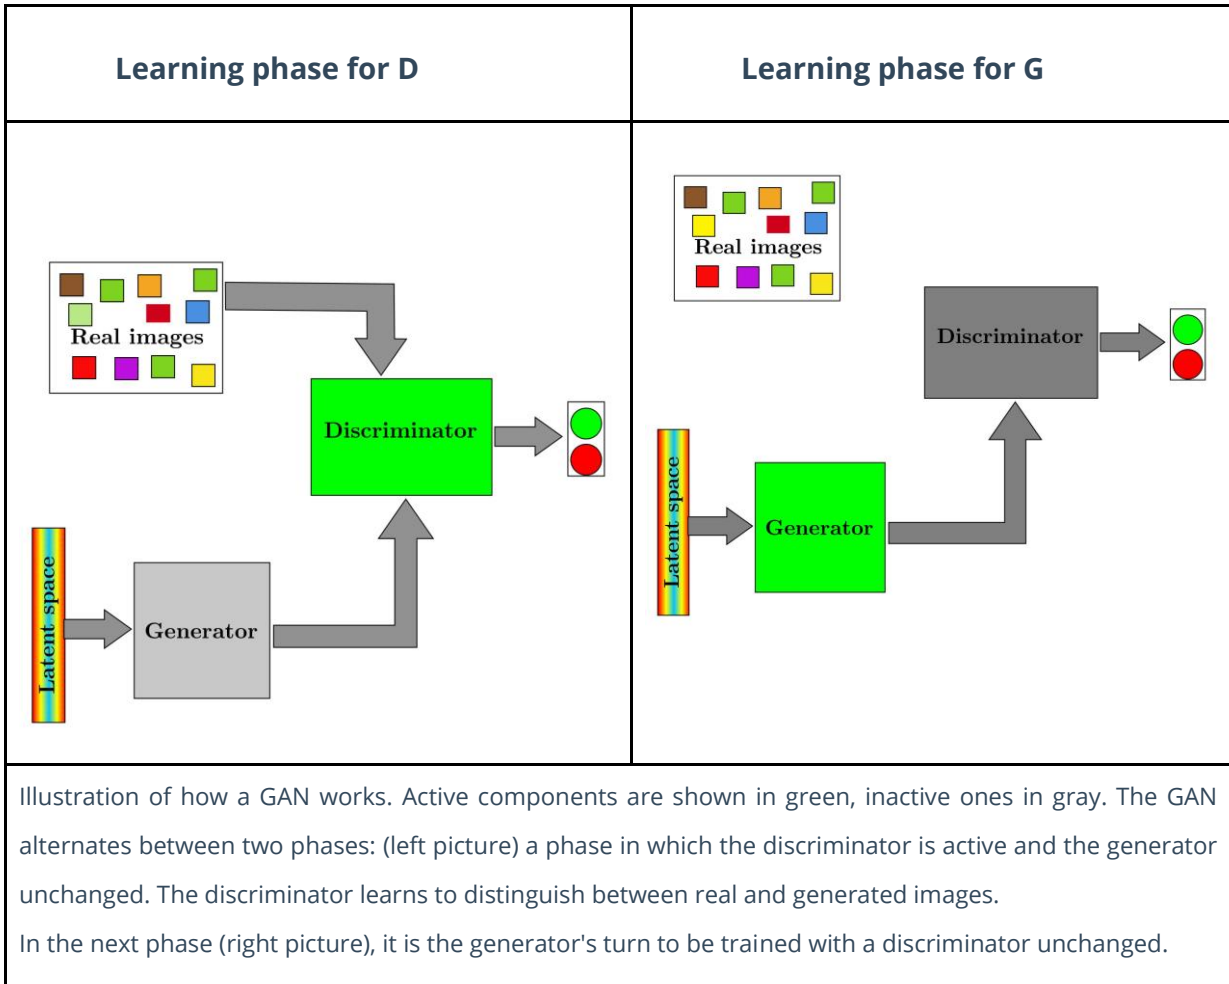 Learning phase for D
Learning phase for G
Real images
Discriminator
Latent space
Generator
Real images
Discriminator
Latent space
Generator
Illustration of how a GAN works. Active components are shown in green, inactive ones in gray. The GAN
alternates between two phases: (left picture) a phase in which the discriminator is active and the generator
unchanged. The discriminator learns to distinguish between real and generated images.
In the next phase (right picture), it is the generator's turn to be trained with a discriminator unchanged.